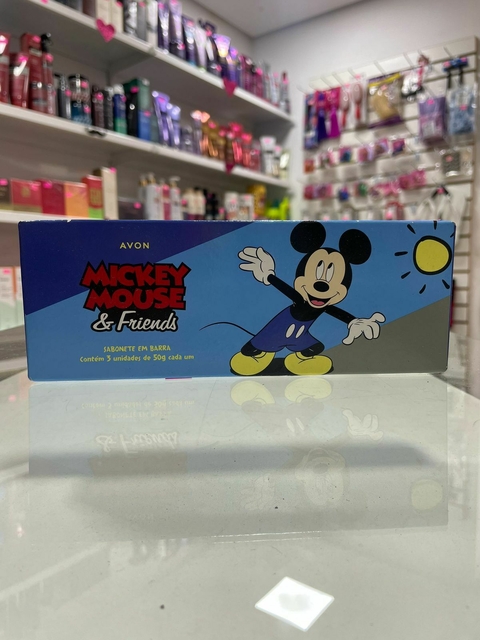 AVON
MICKEY
MOUSE
& Friends
SABONETE EM BARRA
Contém 3 unidades de 50g cada um